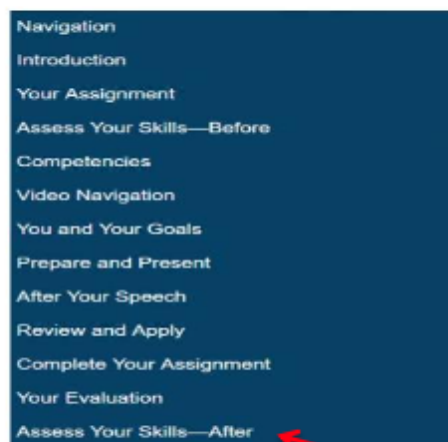 Navigation
Introduction
Your Assignment
Assess Your Skills—Before
Competencies
Video Navigation
You and Your Goals
Prepare and Present
After Your Speech
Review and Apply
Complete Your Assignment
Your Evaluation
Assess Your Skills—After